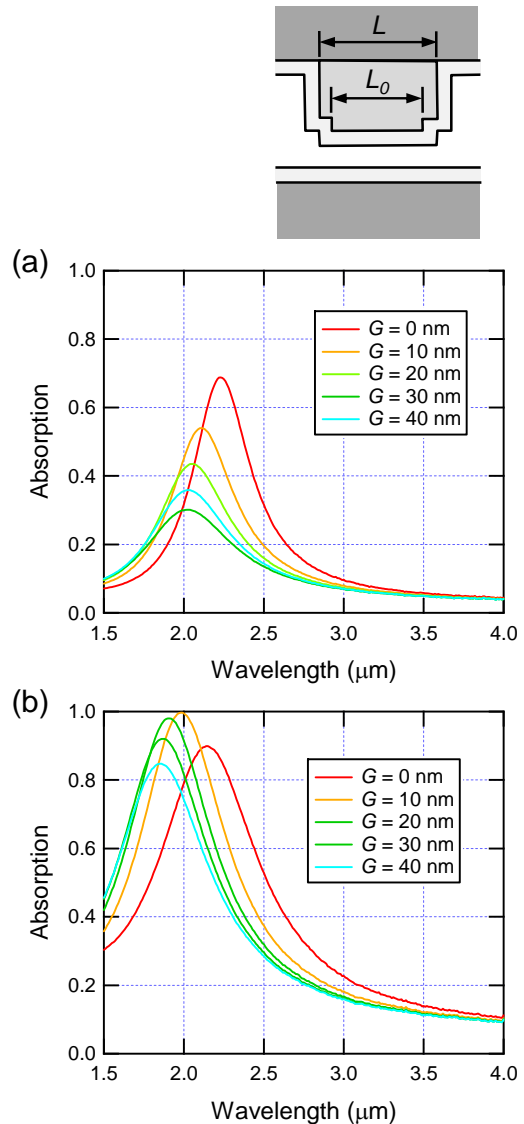 L
L0
(a)
1.0
0.8
0.6
0.4
0.2
0.0
Absorption
G = 0 nm
G = 10 nm
G = 20 nm
G = 30 nm
G = 40 nm
1.5 2.0 2.5 3.0 3.5 4.0
Wavelength (μm)
(b)
1.0
0.8
0.6
0.4
0.2
0.0
Absorption
G = 0 nm
G = 10 nm
G = 20 nm
G = 30 nm
G = 40 nm
1.5 2.0 2.5 3.0 3.5 4.0
Wavelength (μm)